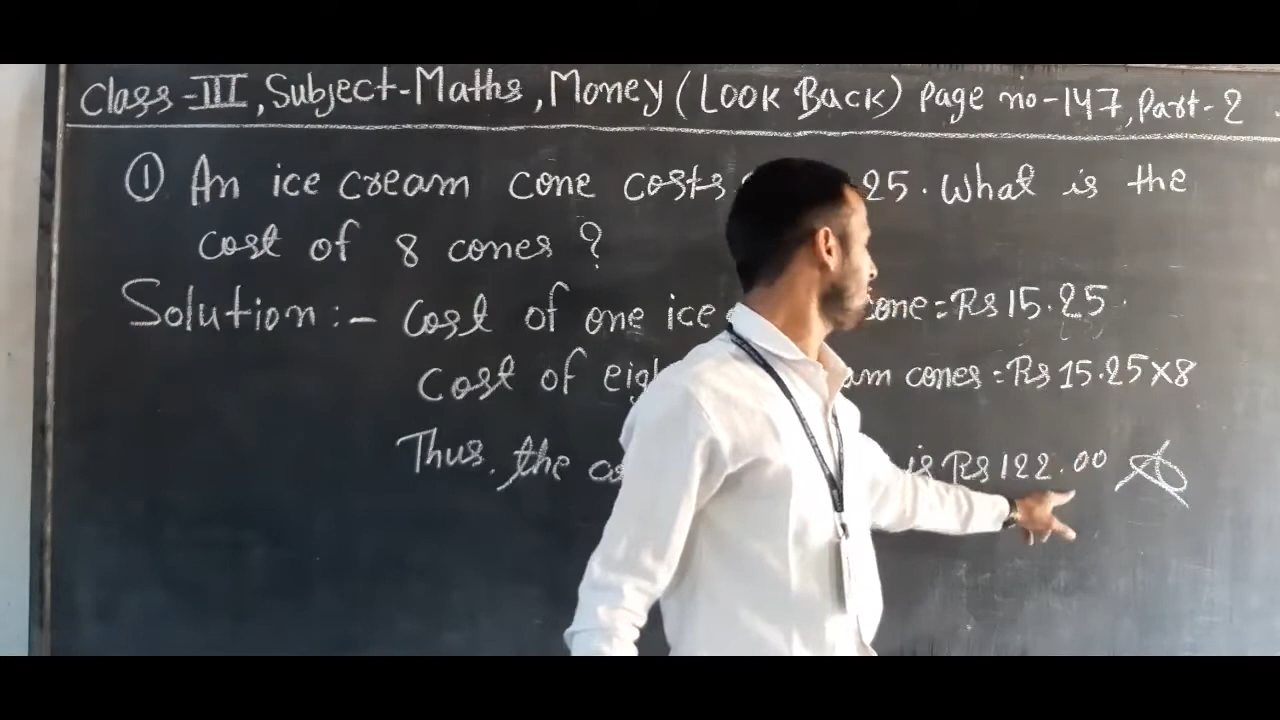 Class-III, Subject-Maths, Money (Look Back) Page no-147, Part-2
① An ice cream cone costs 25. What is the
cost of 8 cones?
Solution:- Cost of one ice cone = Rs 15.25.
Cost of cones = Rs 15.25×8
Thus, the is Rs 122.00